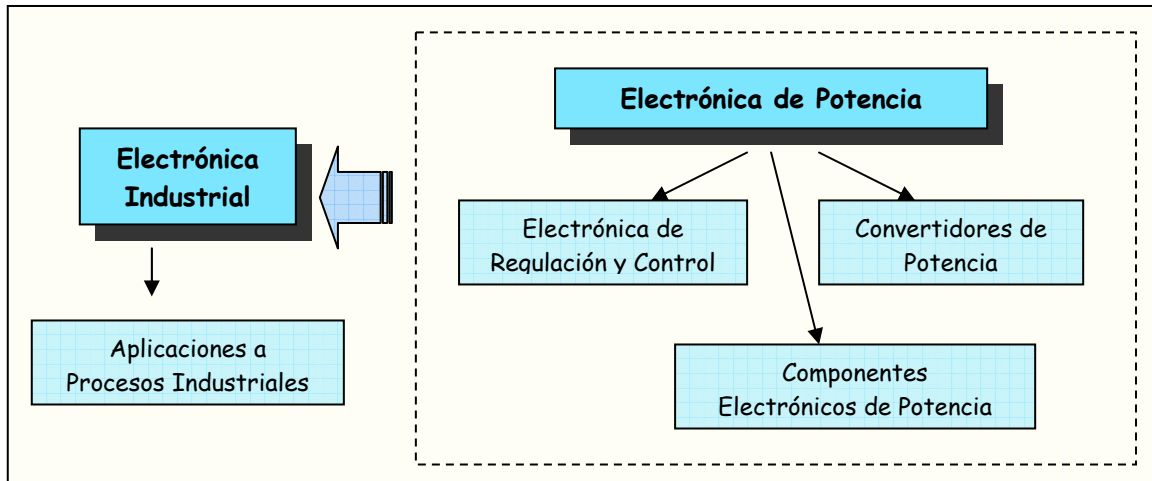 Electrónica de Potencia
Electrónica
Industrial
Electrónica de
Regulación y Control
Convertidores de
Potencia
Aplicaciones a
Procesos Industriales
Componentes
Electrónicos de Potencia